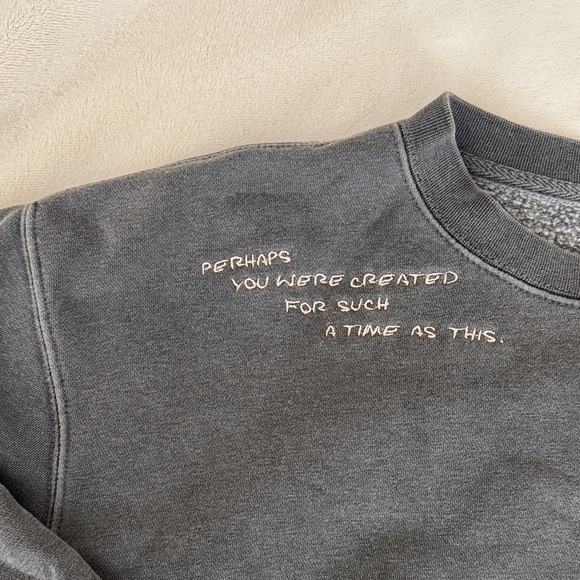 PERHAPS
YOU WERE CREATED
FOR SUCH
A TIME AS THIS.